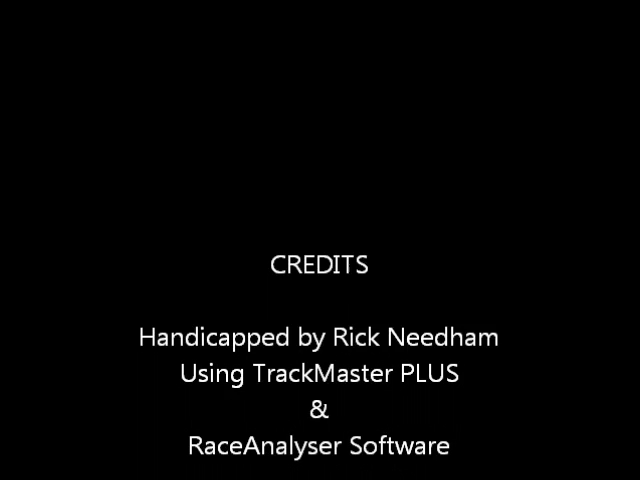 CREDITS
Handicapped by Rick Needham
Using TrackMaster PLUS
&
RaceAnalyser Software